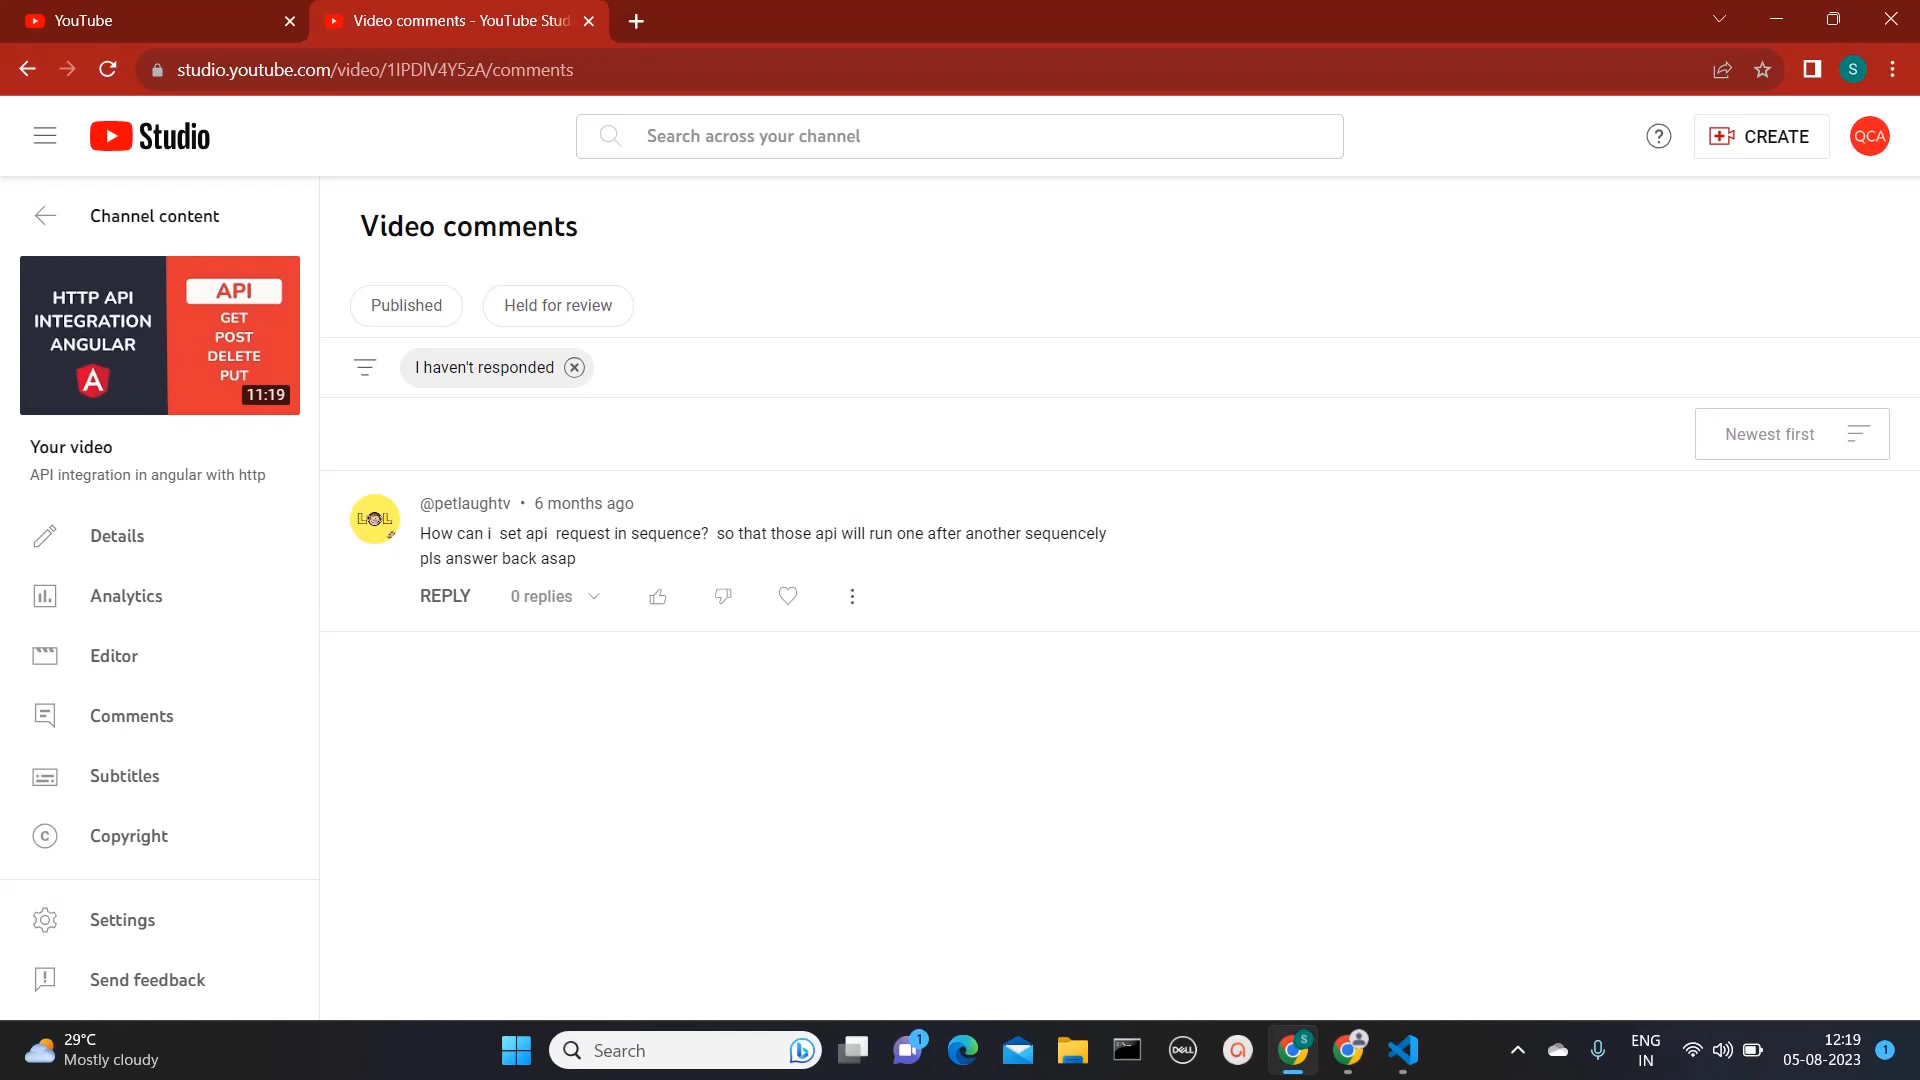 YouTube
Video comments - YouTube Stud
studio.youtube.com/video/1IPDlV4Y5zA/comments
S
Studio
Search across your channel
CREATE
QCA
Channel content
HTTP API
INTEGRATION
ANGULAR
A
API
GET
POST
DELETE
PUT
11:19
Your video
API integration in angular with http
Details
Analytics
Editor
Comments
Subtitles
Copyright
Settings
Send feedback
Video comments
Published
Held for review
I haven't responded
Newest first
LOL
@petlaughtv • 6 months ago
How can i set api request in sequence? so that those api will run one after another sequencely
pls answer back asap
REPLY
0 replies
29°C
Mostly cloudy
Search
1
DELL
S
ENG
IN
12:19
05-08-2023
1